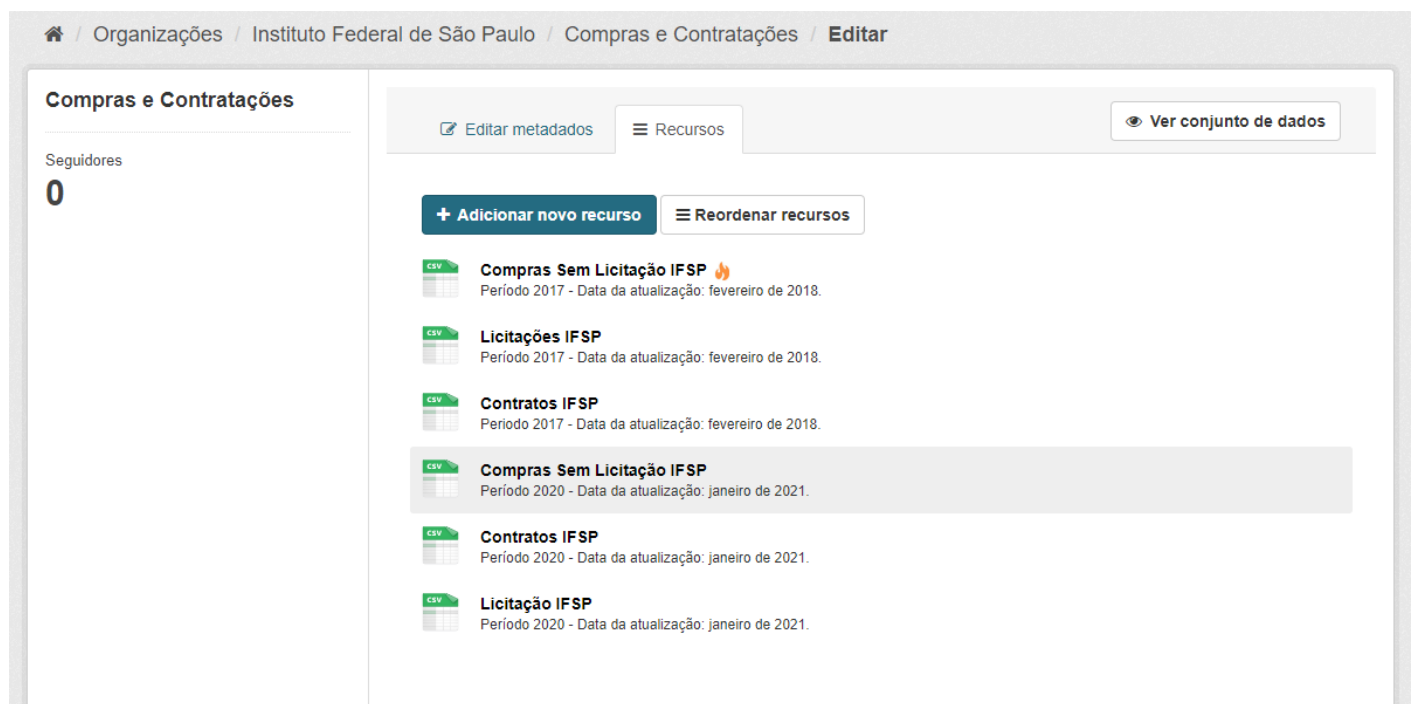 / Organizações / Instituto Federal de São Paulo / Compras e Contratações / Editar
Compras e Contratações
Seguidores
0
Editar metadados
Recursos
Ver conjunto de dados
+ Adicionar novo recurso
Reordenar recursos
CSV
Compras Sem Licitação IFSP
Período 2017 - Data da atualização: fevereiro de 2018.
CSV
Licitações IFSP
Período 2017 - Data da atualização: fevereiro de 2018.
CSV
Contratos IFSP
Periodo 2017 - Data da atualização: fevereiro de 2018.
CSV
Compras Sem Licitação IFSP
Período 2020 - Data da atualização: janeiro de 2021.
CSV
Contratos IFSP
Período 2020 - Data da atualização: janeiro de 2021.
CSV
Licitação IFSP
Período 2020 - Data da atualização: janeiro de 2021.